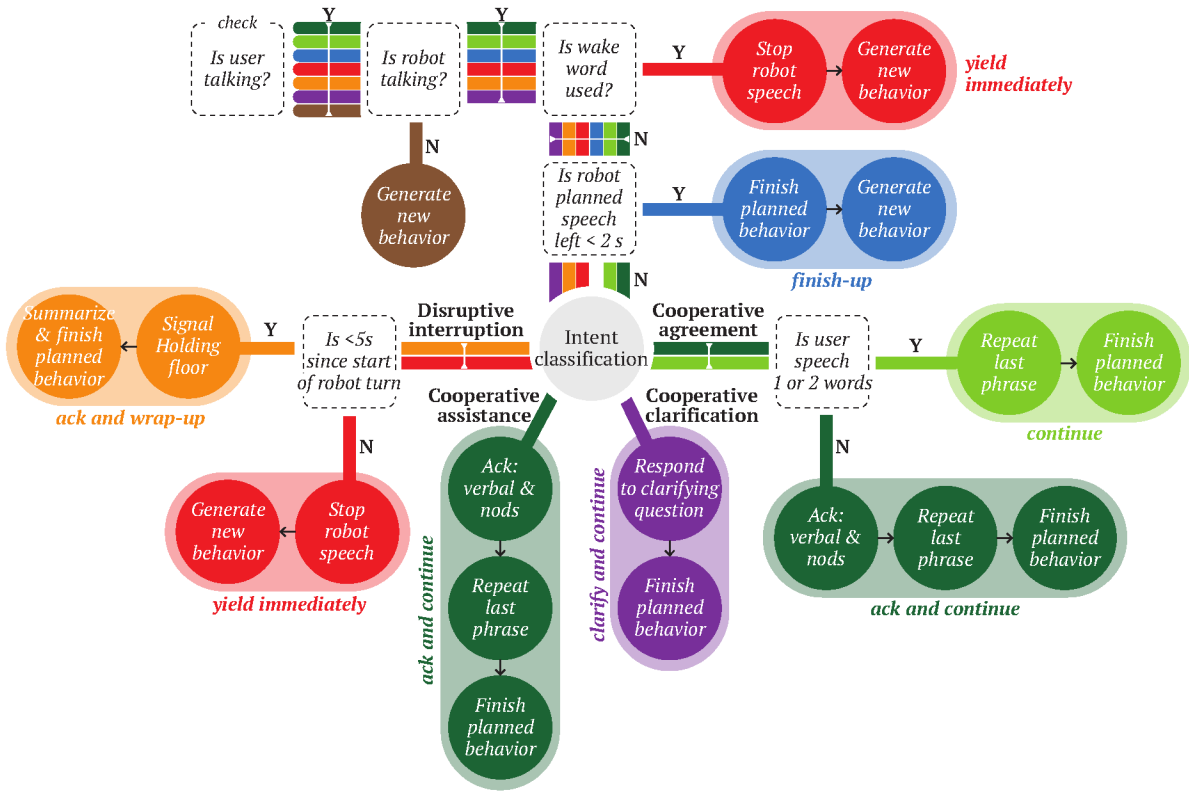 check
Is user
talking?
Y
Is robot
talking?
Y
Is wake
word
used?
Y
Stop
robot
speech
Generate
new
behavior
yield
immediately
N
Generate
new
behavior
N
Is robot
planned
speech
left < 2 s
Y
Finish
planned
behavior
Generate
new
behavior
finish-up
N
Intent
classification
Disruptive
interruption
Is <5s
since start
of robot turn
Y
Signal
Holding
floor
Summarize
& finish
planned
behavior
ack and wrap-up
N
Stop
robot
speech
Generate
new
behavior
yield immediately
Cooperative
assistance
Ack:
verbal &
nods
Repeat
last
phrase
Finish
planned
behavior
ack and continue
Cooperative
clarification
Respond
to clarifying
question
Finish
planned
behavior
clarify and continue
Cooperative
agreement
Is user
speech
1 or 2 words
Y
Repeat
last
phrase
Finish
planned
behavior
continue
N
Ack:
verbal &
nods
Repeat
last
phrase
Finish
planned
behavior
ack and continue